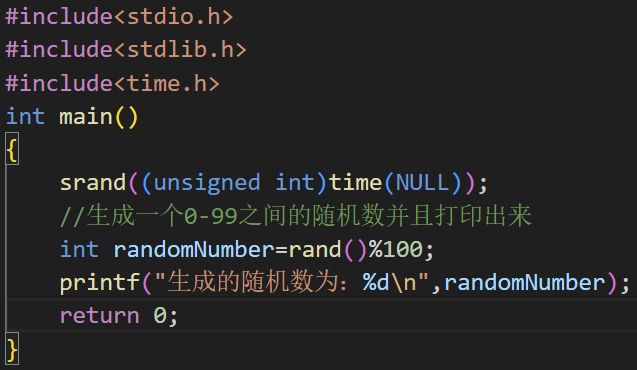 #include<stdio.h>
#include<stdlib.h>
#include<time.h>
int main()
{
    srand((unsigned int)time(NULL));
    //生成一个0-99之间的随机数并且打印出来
    int randomNumber=rand()%100;
    printf("生成的随机数为：%d\n",randomNumber);
    return 0;
}